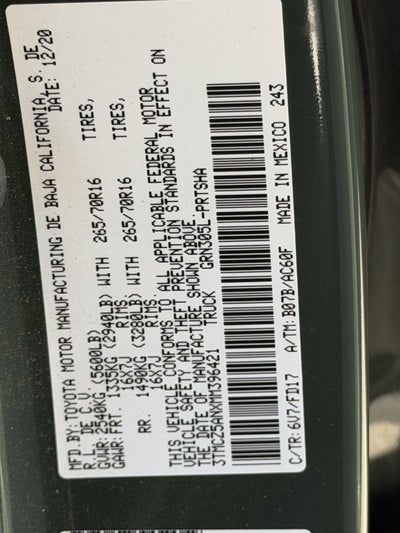 MFD.BY:TOYOTA MOTOR MANUFACTURING DE BAJA CALIFORNIA, S. DE
R.L. DE C.V. DATE: 12/20
GVWR:2540KG(5600LB)
GAWR:FRT. 1335KG (2940LB) WITH 265/70R16 TIRES,
16X7J RIMS,
RR. 1490KG (3280LB) WITH 265/70R16 TIRES,
16X7J RIMS.
THIS VEHICLE CONFORMS TO ALL APPLICABLE FEDERAL MOTOR
VEHICLE SAFETY AND THEFT PREVENTION STANDARDS IN EFFECT ON
THE DATE OF MANUFACTURE SHOWN ABOVE.
3TMCZ5ANXMM396421 TRUCK GRN305L-PRTSHA
C/TR:6V7/FD17 A/TM:B07B/AC60F MADE IN MEXICO 243